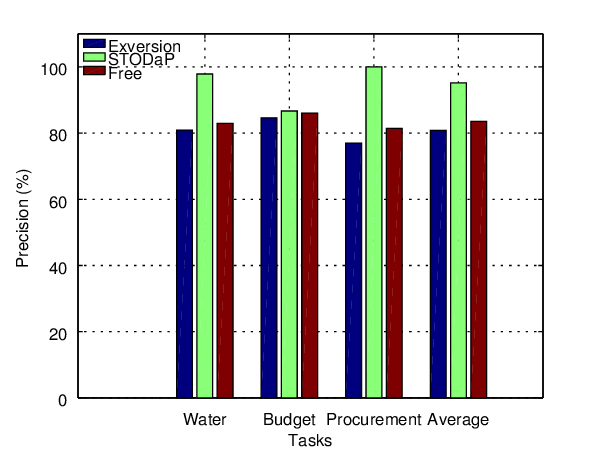 Exversion
STODaP
Free
100
80
60
40
20
0
Precision (%)
Water Budget Procurement Average
Tasks